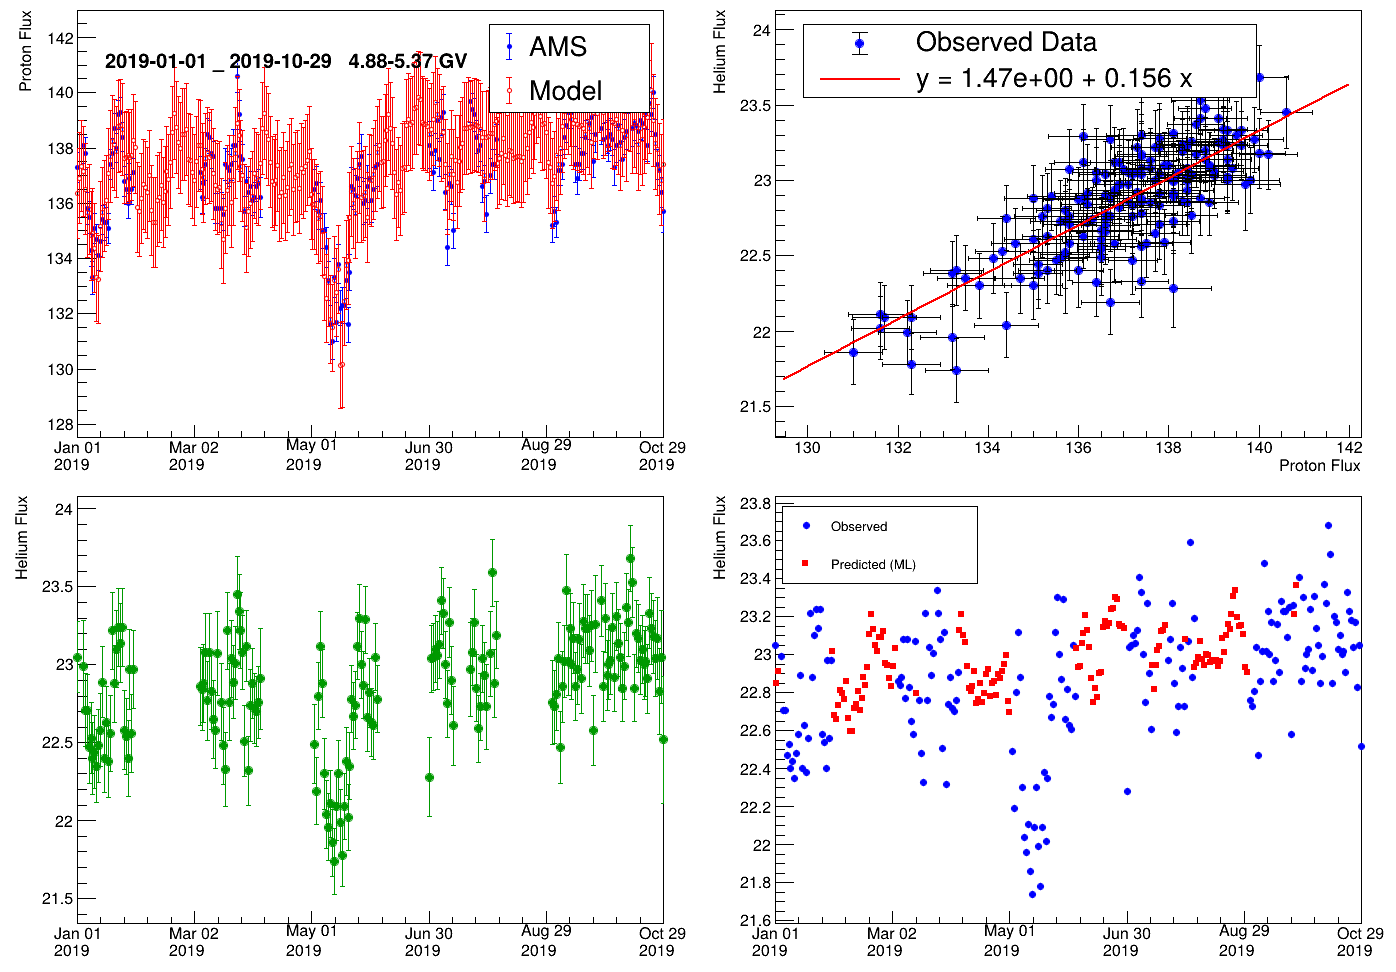 Proton Flux
142
140
138
136
134
132
130
128
2019-01-01 _ 2019-10-29 4.88-5.37 GV
AMS
Model
Jan 01
2019
Mar 02
2019
May 01
2019
Jun 30
2019
Aug 29
2019
Oct 29
2019
Helium Flux
24
23.5
23
22.5
22
21.5
Observed Data
y = 1.47e+00 + 0.156 x
130
132
134
136
138
140
142
Proton Flux
Helium Flux
24
23.5
23
22.5
22
21.5
Jan 01
2019
Mar 02
2019
May 01
2019
Jun 30
2019
Aug 29
2019
Oct 29
2019
Helium Flux
23.8
23.6
23.4
23.2
23
22.8
22.6
22.4
22.2
22
21.8
21.6
Observed
Predicted (ML)
Jan 01
2019
Mar 02
2019
May 01
2019
Jun 30
2019
Aug 29
2019
Oct 29
2019